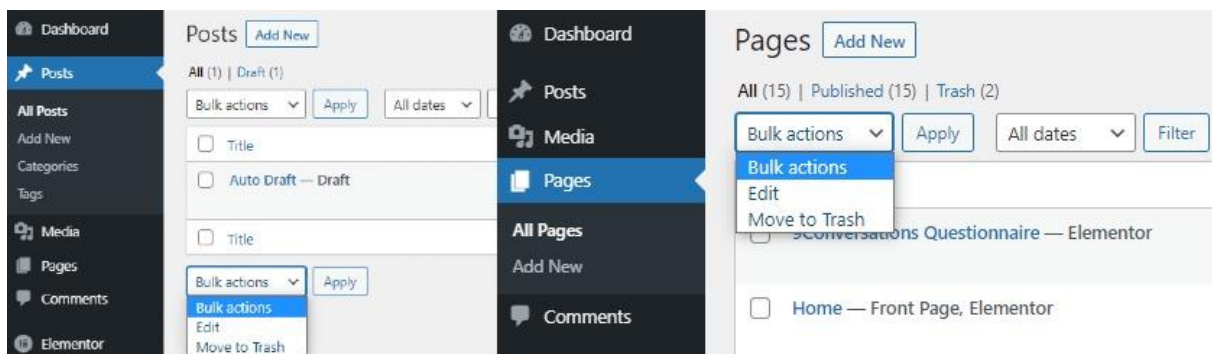 Dashboard
Posts
All Posts
Add New
Categories
Tags
Media
Pages
Comments
Elementor
Posts Add New
All (1) | Draft (1)
Bulk actions Apply All dates
Title
Auto Draft — Draft
Title
Bulk actions Apply
Bulk actions
Edit
Move to Trash
Dashboard
Posts
Media
Pages
All Pages
Add New
Comments
Pages Add New
All (15) | Published (15) | Trash (2)
Bulk actions Apply All dates Filter
Bulk actions
Edit
Move to Trash
9Conversations Questionnaire — Elementor
Home — Front Page, Elementor